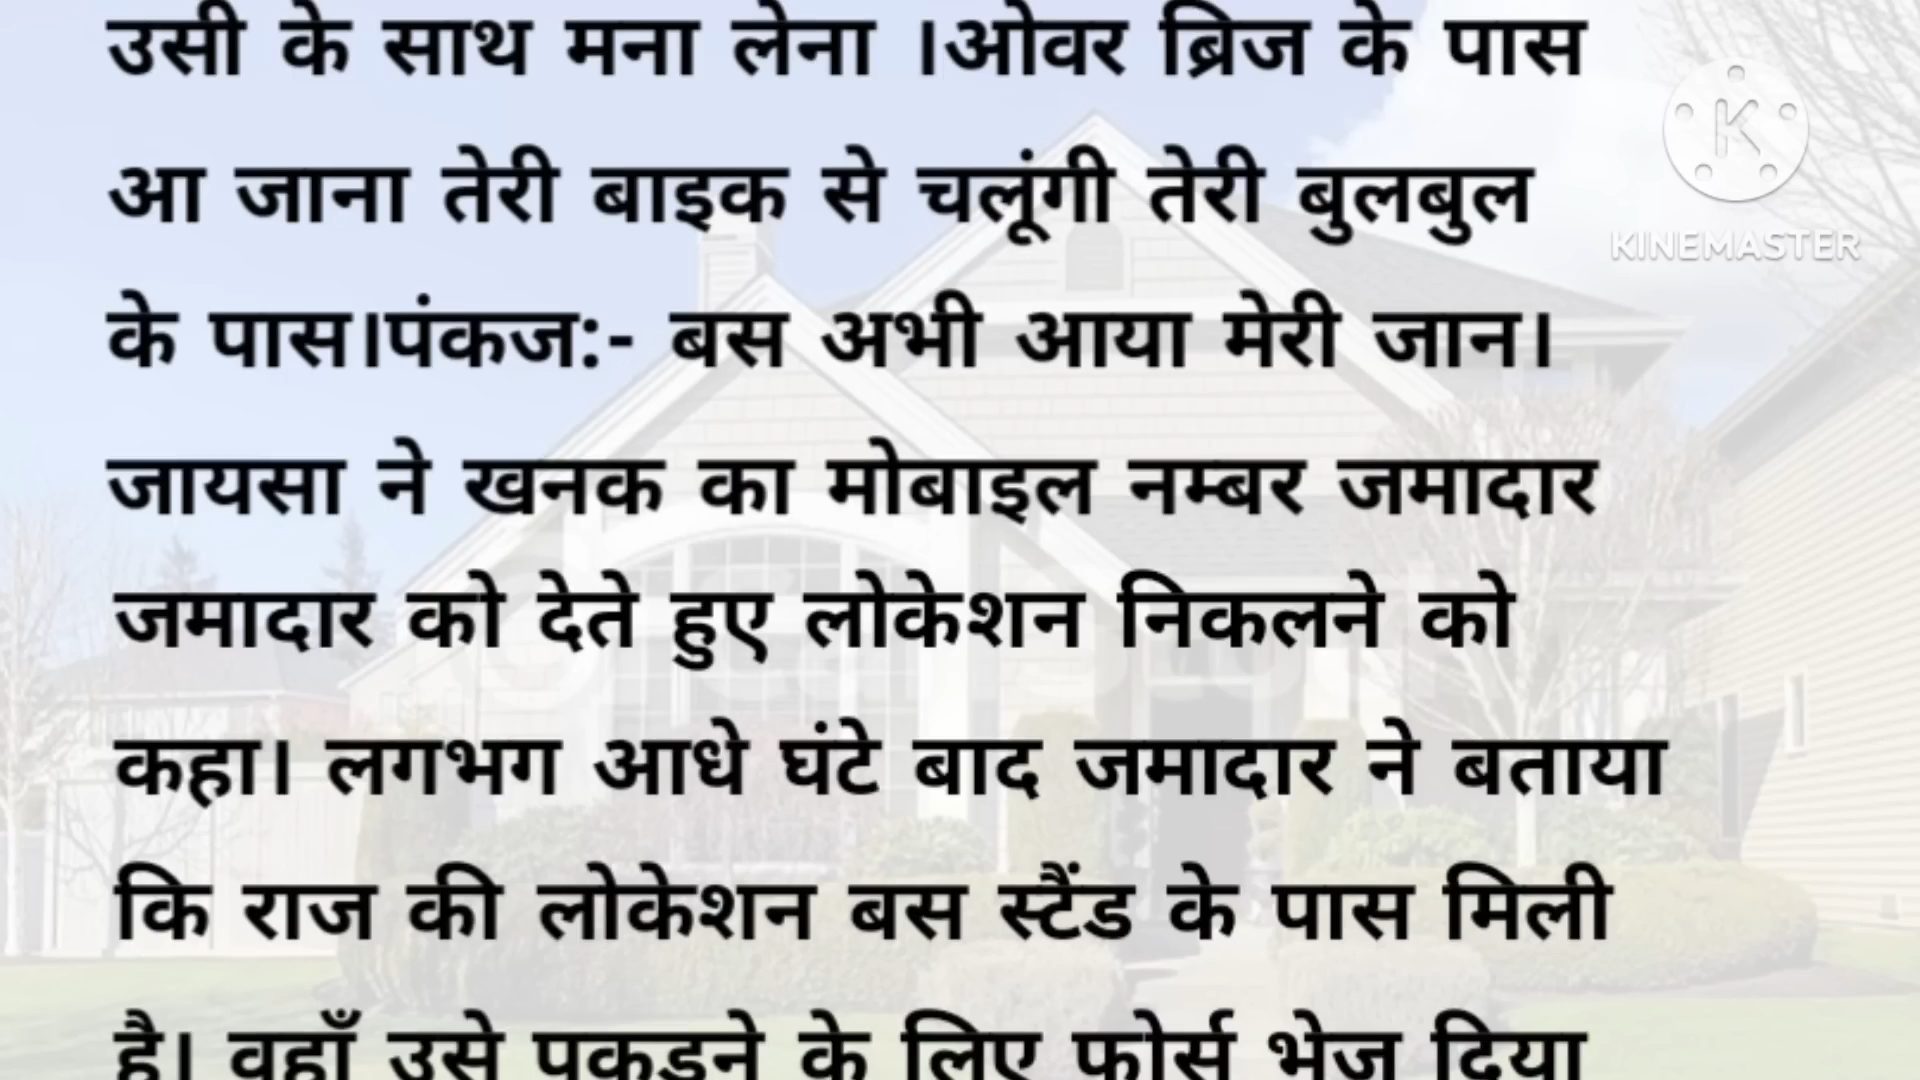 उसी के साथ मना लेना ।ओवर ब्रिज के पास
आ जाना तेरी बाइक से चलूंगी तेरी बुलबुल
के पास।पंकज:- बस अभी आया मेरी जान।
जायसा ने खनक का मोबाइल नम्बर जमादार
जमादार को देते हुए लोकेशन निकलने को
कहा। लगभग आधे घंटे बाद जमादार ने बताया
कि राज की लोकेशन बस स्टैंड के पास मिली
है। वहाँ उसे पकड़ने के लिए फोर्स भेज दिया
KINEMASTER